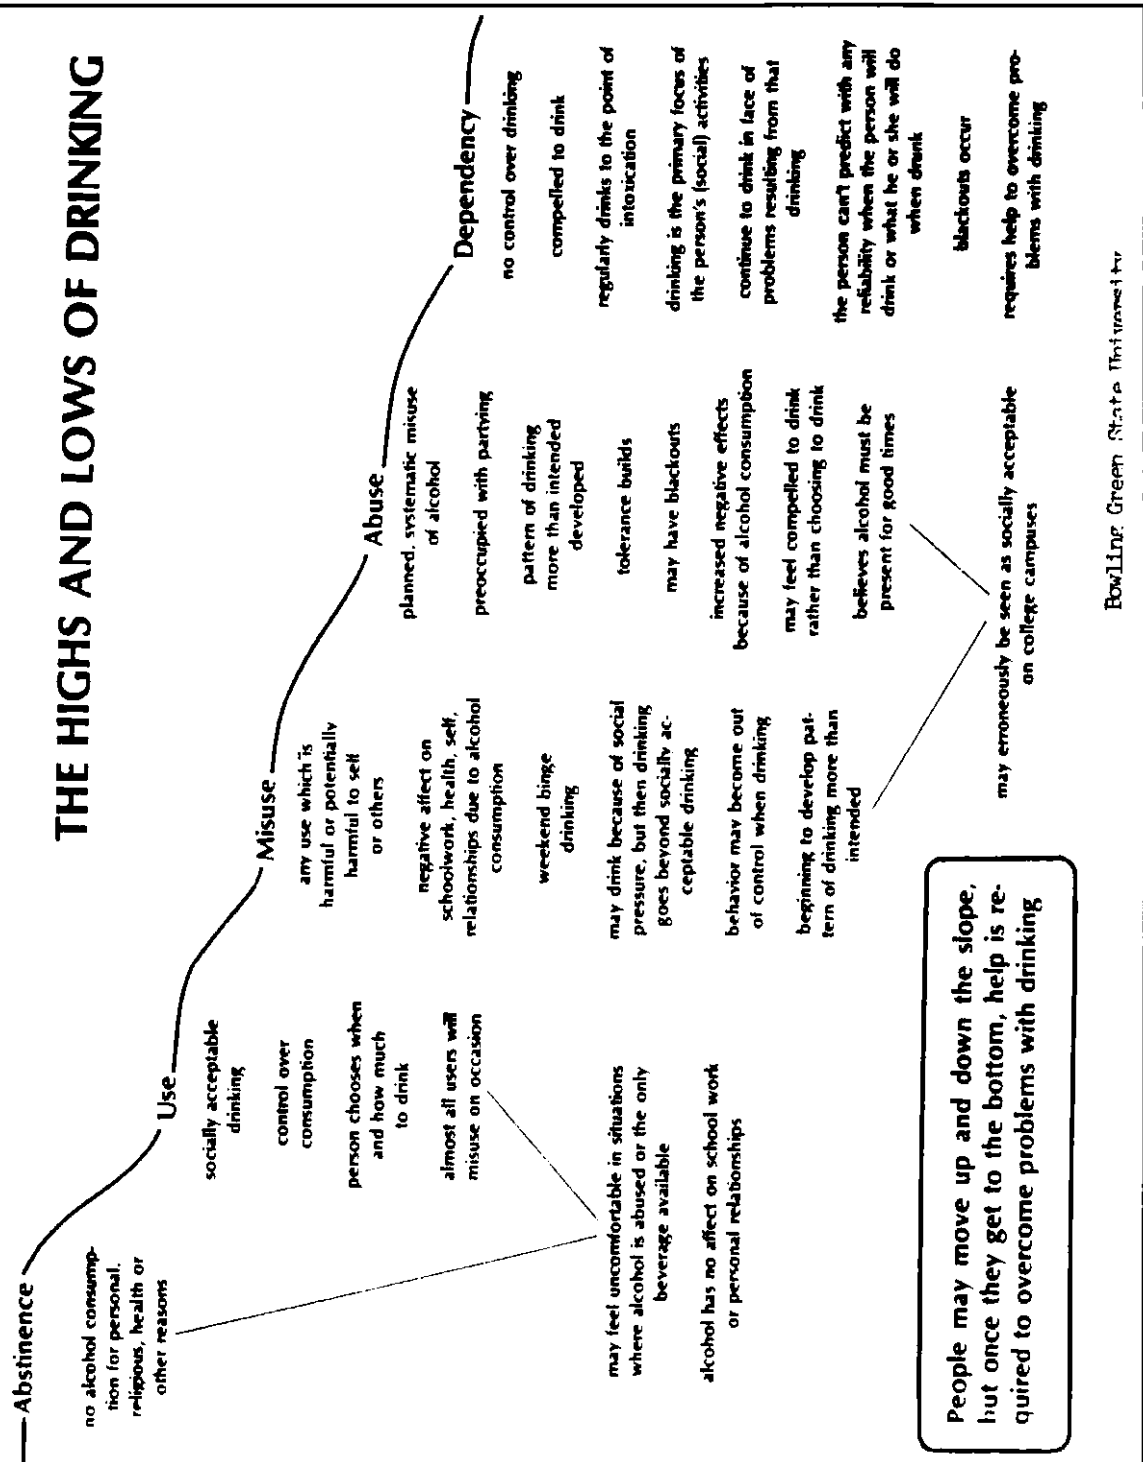 THE HIGHS AND LOWS OF DRINKING
Abstinence
no alcohol consump-
tion for personal,
religious, health or
other reasons
Use
socially acceptable
drinking
control over
consumption
person chooses when
and how much
to drink
almost all users will
misuse on occasion
may feel uncomfortable in situations
where alcohol is abused or the only
beverage available
alcohol has no affect on school work
or personal relationships
Misuse
any use which is
harmful or potentially
harmful to self
or others
negative affect on
schoolwork, health, self,
relationships due to alcohol
consumption
weekend binge
drinking
may drink because of social
pressure, but then drinking
goes beyond socially ac-
ceptable drinking
behavior may become out
of control when drinking
beginning to develop pat-
tern of drinking more than
intended
Abuse
planned, systematic misuse
of alcohol
preoccupied with partying
pattern of drinking
more than intended
developed
tolerance builds
may have blackouts
increased negative effects
because of alcohol consumption
may feel compelled to drink
rather than choosing to drink
believes alcohol must be
present for good times
may erroneously be seen as socially acceptable
on college campuses
Dependency
no control over drinking
compelled to drink
regularly drinks to the point of
intoxication
drinking is the primary focus of
the person's (social) activities
continue to drink in face of
problems resulting from that
drinking
the person can't predict with any
reliability when the person will
drink or what he or she will do
when drunk
blackouts occur
requires help to overcome pro-
blems with drinking
People may move up and down the slope,
but once they get to the bottom, help is re-
quired to overcome problems with drinking
Bowling Green State University